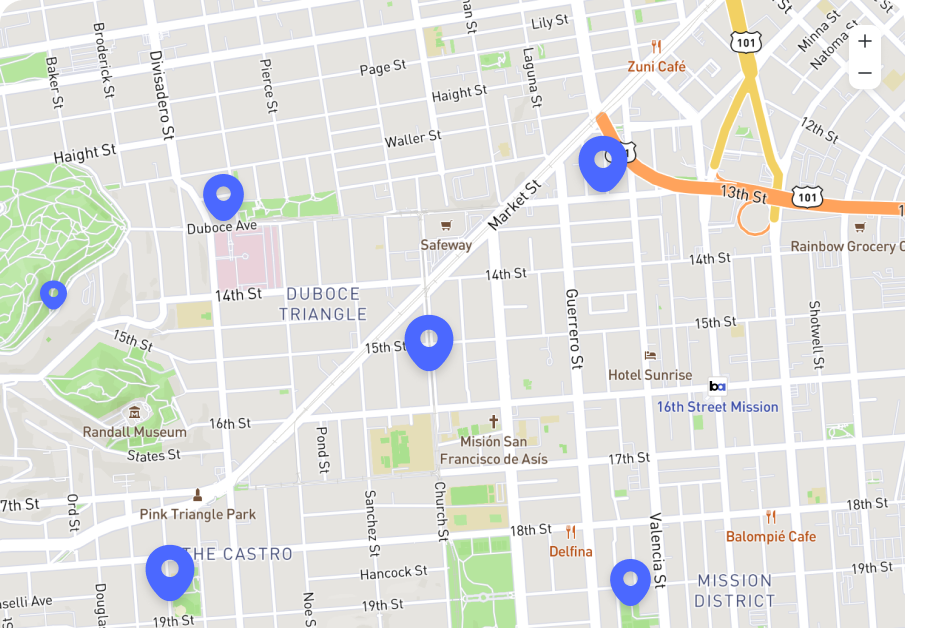 Lily St
101
Minna St
Natoma St
Zuni Café
Broderick St
Divisadero St
Baker St
Pierce St
Page St
Laguna St
Haight St
Waller St
12th St
Haight St
13th St
101
Market St
Duboce Ave
Safeway
Rainbow Grocery C
14th St
14th St
14th St
DUBOCE
TRIANGLE
Guerrero St
Shotwell St
15th St
15th St
15th St
Hotel Sunrise
ba
16th Street Mission
Randall Museum
16th St
Misión San
Francisco de Asís
States St
Pond St
17th St
7th St
Pink Triangle Park
Sanchez St
Church St
18th St
18th St
Valencia St
Delfina
Balompié Cafe
THE CASTRO
Hancock St
19th St
MISSION
DISTRICT
aselli Ave
Douglas
Noe S
19th St
19th St